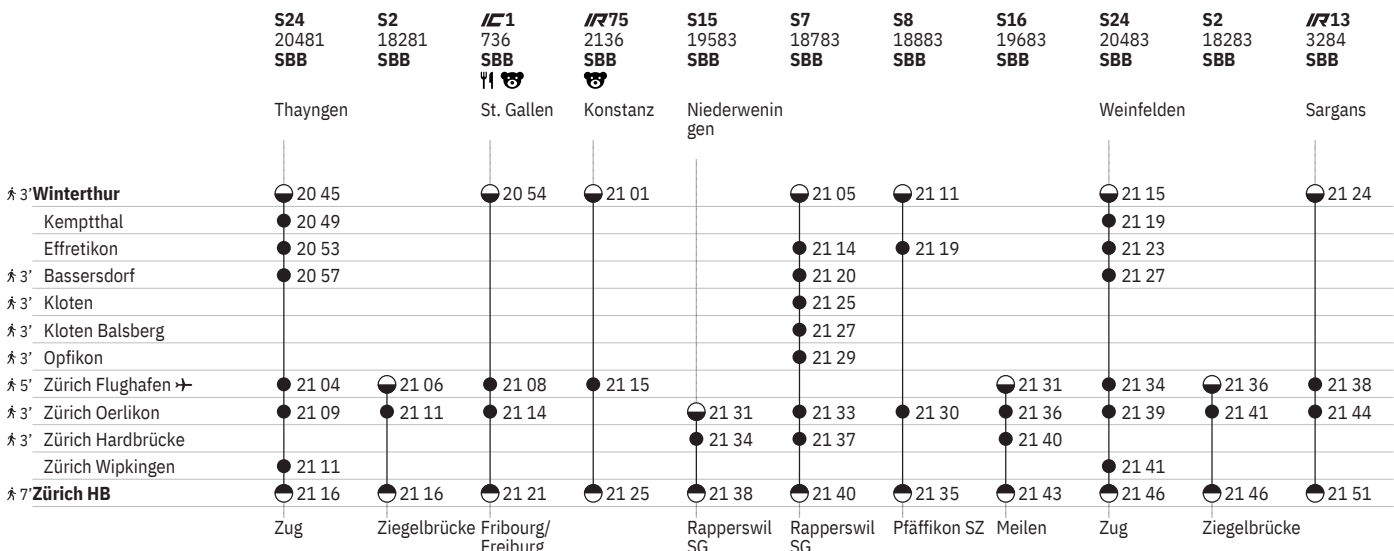 S24 S2 IC1 IR75 S15 S7 S8 S16 S24 S2 IR13
20481 18281 736 2136 19583 18783 18883 19683 20483 18283 3284
SBB SBB SBB SBB SBB SBB SBB SBB SBB SBB SBB
Thayngen St. Gallen Konstanz Niederwenin Weinfelden Sargans
gen
3’ Winterthur 20 45 20 54 21 01 21 05 21 11 21 15 21 24
Kemptthal 20 49 21 19
Effretikon 20 53 21 14 21 19 21 23
3’ Bassersdorf 20 57 21 20 21 27
3’ Kloten 21 25
3’ Kloten Balsberg 21 27
3’ Opfikon 21 29
5’ Zürich Flughafen 21 04 21 06 21 08 21 15 21 31 21 34 21 36 21 38
3’ Zürich Oerlikon 21 09 21 11 21 14 21 31 21 33 21 30 21 36 21 39 21 41 21 44
3’ Zürich Hardbrücke 21 34 21 37 21 40
Zürich Wipkingen 21 11 21 41
7’ Zürich HB 21 16 21 16 21 21 21 25 21 38 21 40 21 35 21 43 21 46 21 46 21 51
Zug Ziegelbrücke Fribourg/ Rapperswil Rapperswil Pfäffikon SZ Meilen Zug Ziegelbrücke
Freiburg SG SG